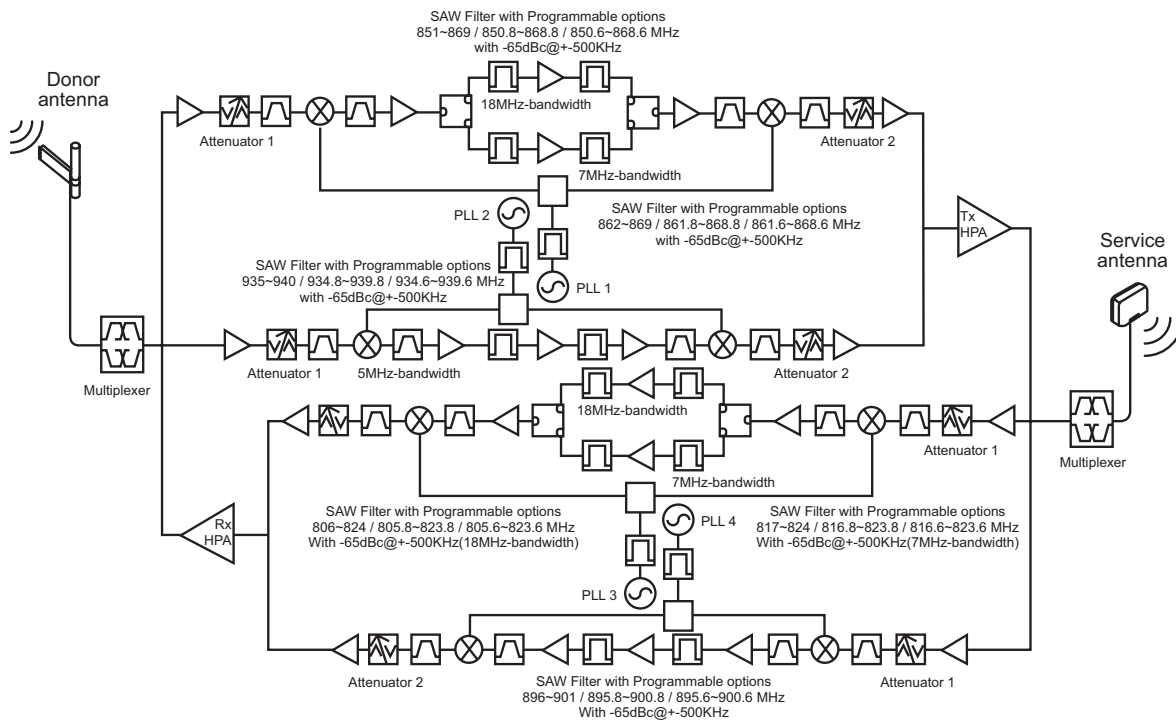 SAW Filter with Programmable options
851~869 / 850.8~868.8 / 850.6~868.6 MHz
with -65dBc@+-500KHz
Donor
antenna
18MHz-bandwidth
Attenuator 1
Attenuator 2
7MHz-bandwidth
PLL 2
SAW Filter with Programmable options
862~869 / 861.8~868.8 / 861.6~868.6 MHz
with -65dBc@+-500KHz
Tx
HPA
Service
antenna
SAW Filter with Programmable options
935~940 / 934.8~939.8 / 934.6~939.6 MHz
with -65dBc@+-500KHz
PLL 1
Multiplexer
Attenuator 1
5MHz-bandwidth
Attenuator 2
18MHz-bandwidth
Attenuator 1
Multiplexer
7MHz-bandwidth
Rx
HPA
SAW Filter with Programmable options
806~824 / 805.8~823.8 / 805.6~823.6 MHz
With -65dBc@+-500KHz(18MHz-bandwidth)
PLL 4
SAW Filter with Programmable options
817~824 / 816.8~823.8 / 816.6~823.6 MHz
With -65dBc@+-500KHz(7MHz-bandwidth)
PLL 3
Attenuator 2
Attenuator 1
SAW Filter with Programmable options
896~901 / 895.8~900.8 / 895.6~900.6 MHz
With -65dBc@+-500KHz